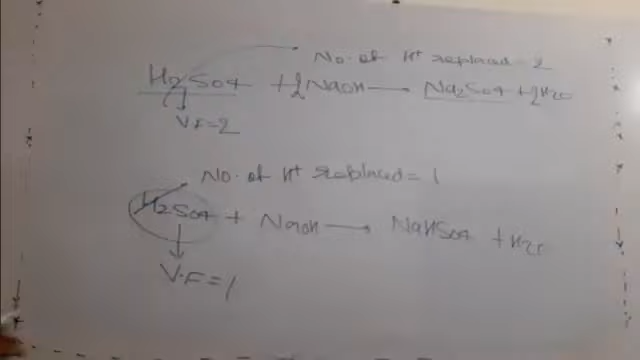 No. of H+ replaced = 2
H2SO4 + 2NaOH → Na2SO4 + 2H2O
V.F=2
No. of H+ replaced = 1
H2SO4 + NaOH → NaHSO4 + H2O
V.F=1